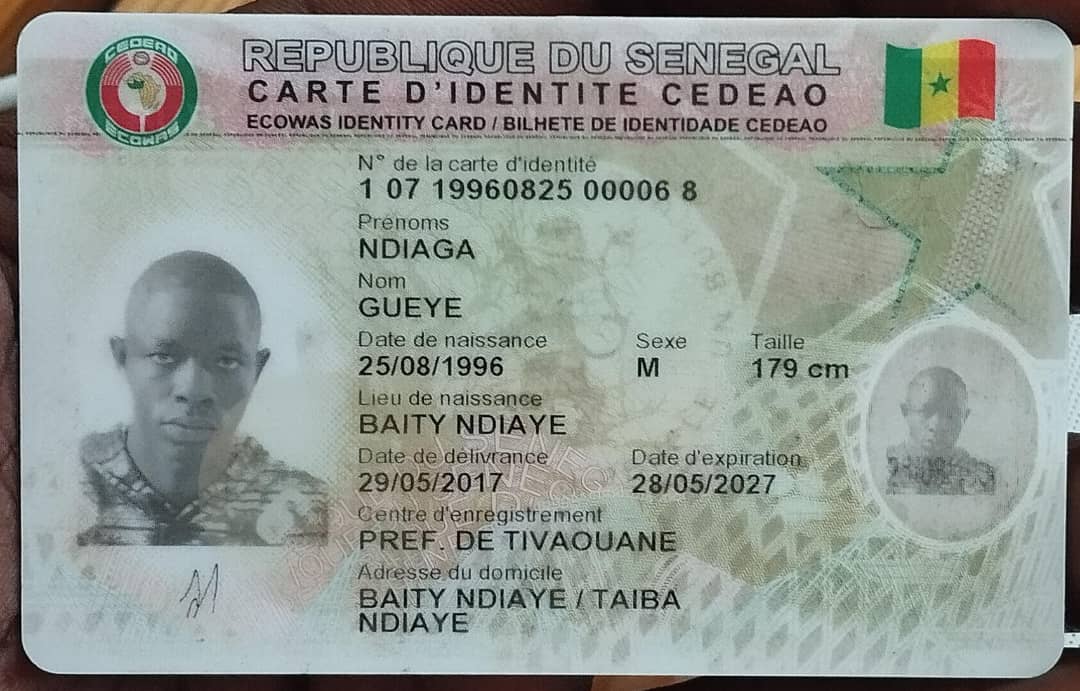 CEDEAO
ECOWAS
REPUBLIQUE DU SENEGAL
CARTE D'IDENTITE CEDEAO
ECOWAS IDENTITY CARD / BILHETE DE IDENTIDADE CEDEAO
N° de la carte d'identité
1 07 19960825 00006 8
Prénoms
NDIAGA
Nom
GUEYE
Date de naissance Sexe Taille
25/08/1996 M 179 cm
Lieu de naissance
BAITY NDIAYE
Date de délivrance Date d'expiration
29/05/2017 28/05/2027
Centre d'enregistrement
PREF. DE TIVAOUANE
Adresse du domicile
BAITY NDIAYE / TAIBA
NDIAYE